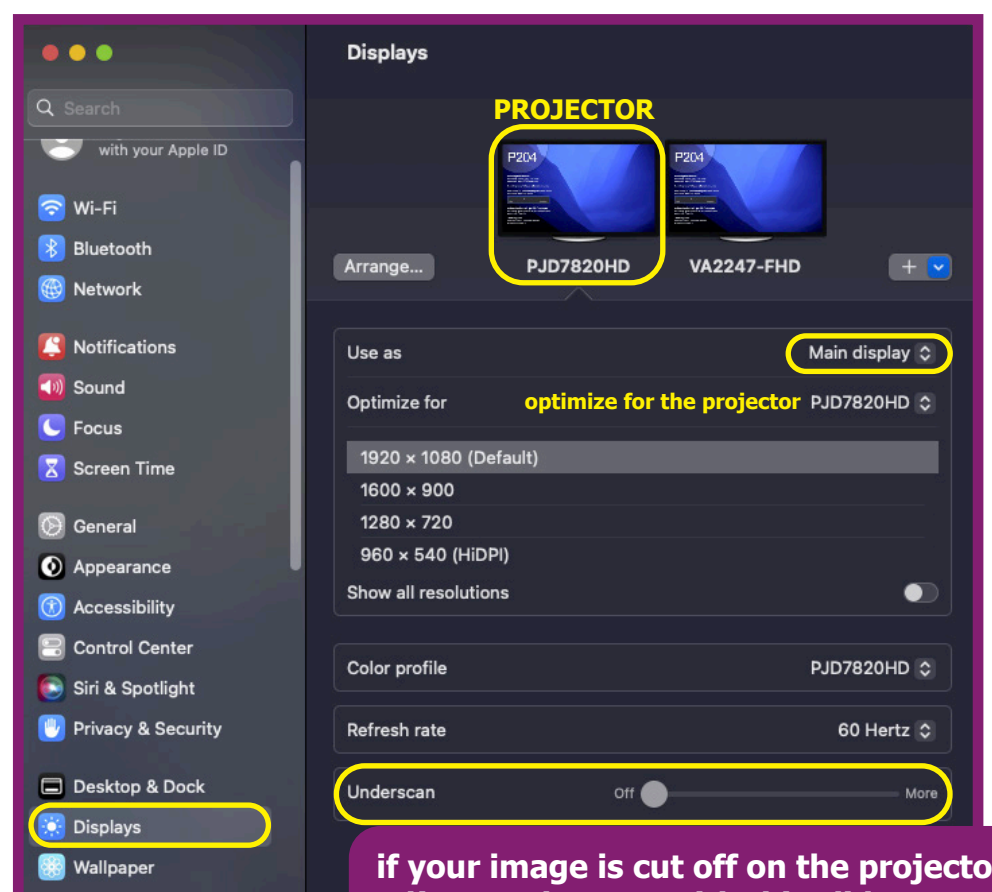 Displays
Search
with your Apple ID
Wi-Fi
Bluetooth
Network
Notifications
Sound
Focus
Screen Time
General
Appearance
Accessibility
Control Center
Siri & Spotlight
Privacy & Security
Desktop & Dock
Displays
Wallpaper
PROJECTOR
P204
P204
Arrange...
PJD7820HD
VA2247-FHD
Use as
Main display
Optimize for
optimize for the projector
PJD7820HD
1920 × 1080 (Default)
1600 × 900
1280 × 720
960 × 540 (HiDPI)
Show all resolutions
Color profile
PJD7820HD
Refresh rate
60 Hertz
Underscan
Off
More
if your image is cut off on the projecto